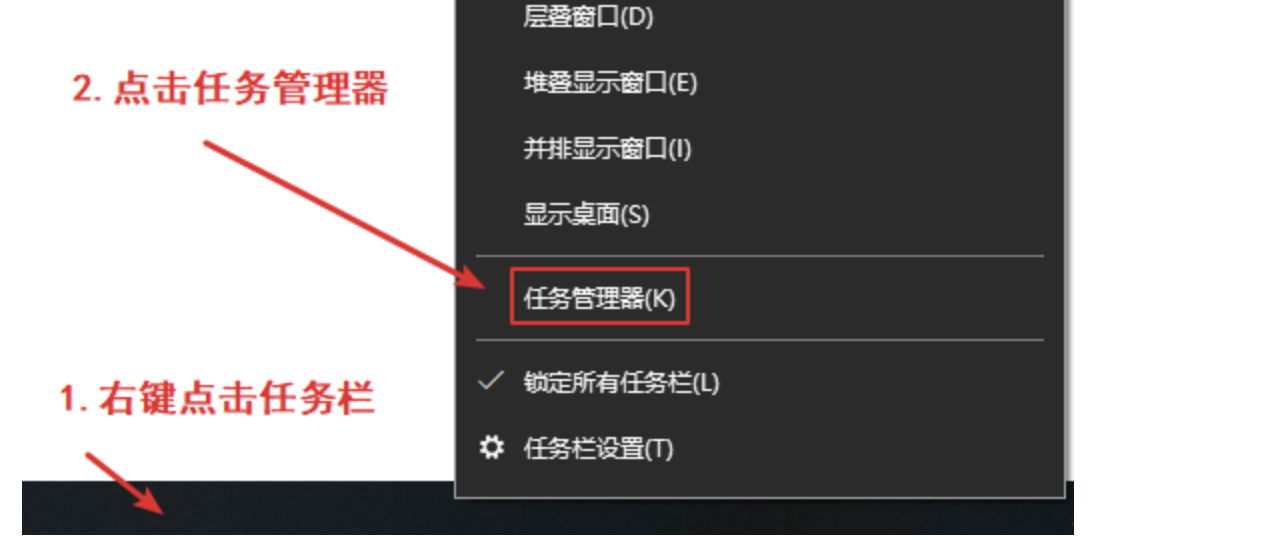 层叠窗口(D)
2. 点击任务管理器
堆叠显示窗口(E)
并排显示窗口(I)
显示桌面(S)
任务管理器(K)
1. 右键点击任务栏
锁定所有任务栏(L)
任务栏设置(T)